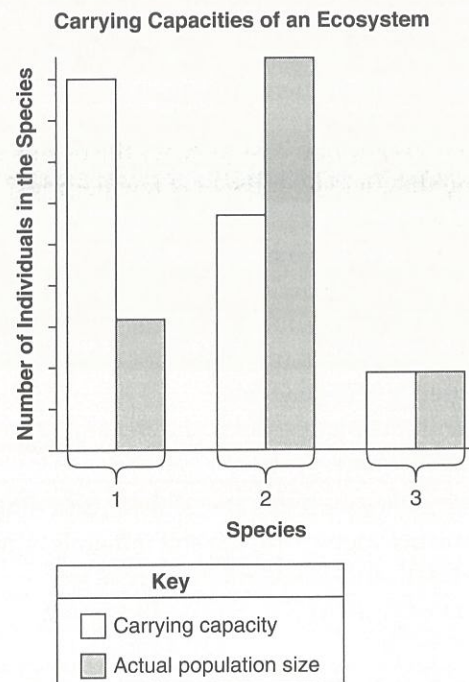 Carrying Capacities of an Ecosystem
Number of Individuals in the Species
1 2 3
Species
Key
Carrying capacity
Actual population size